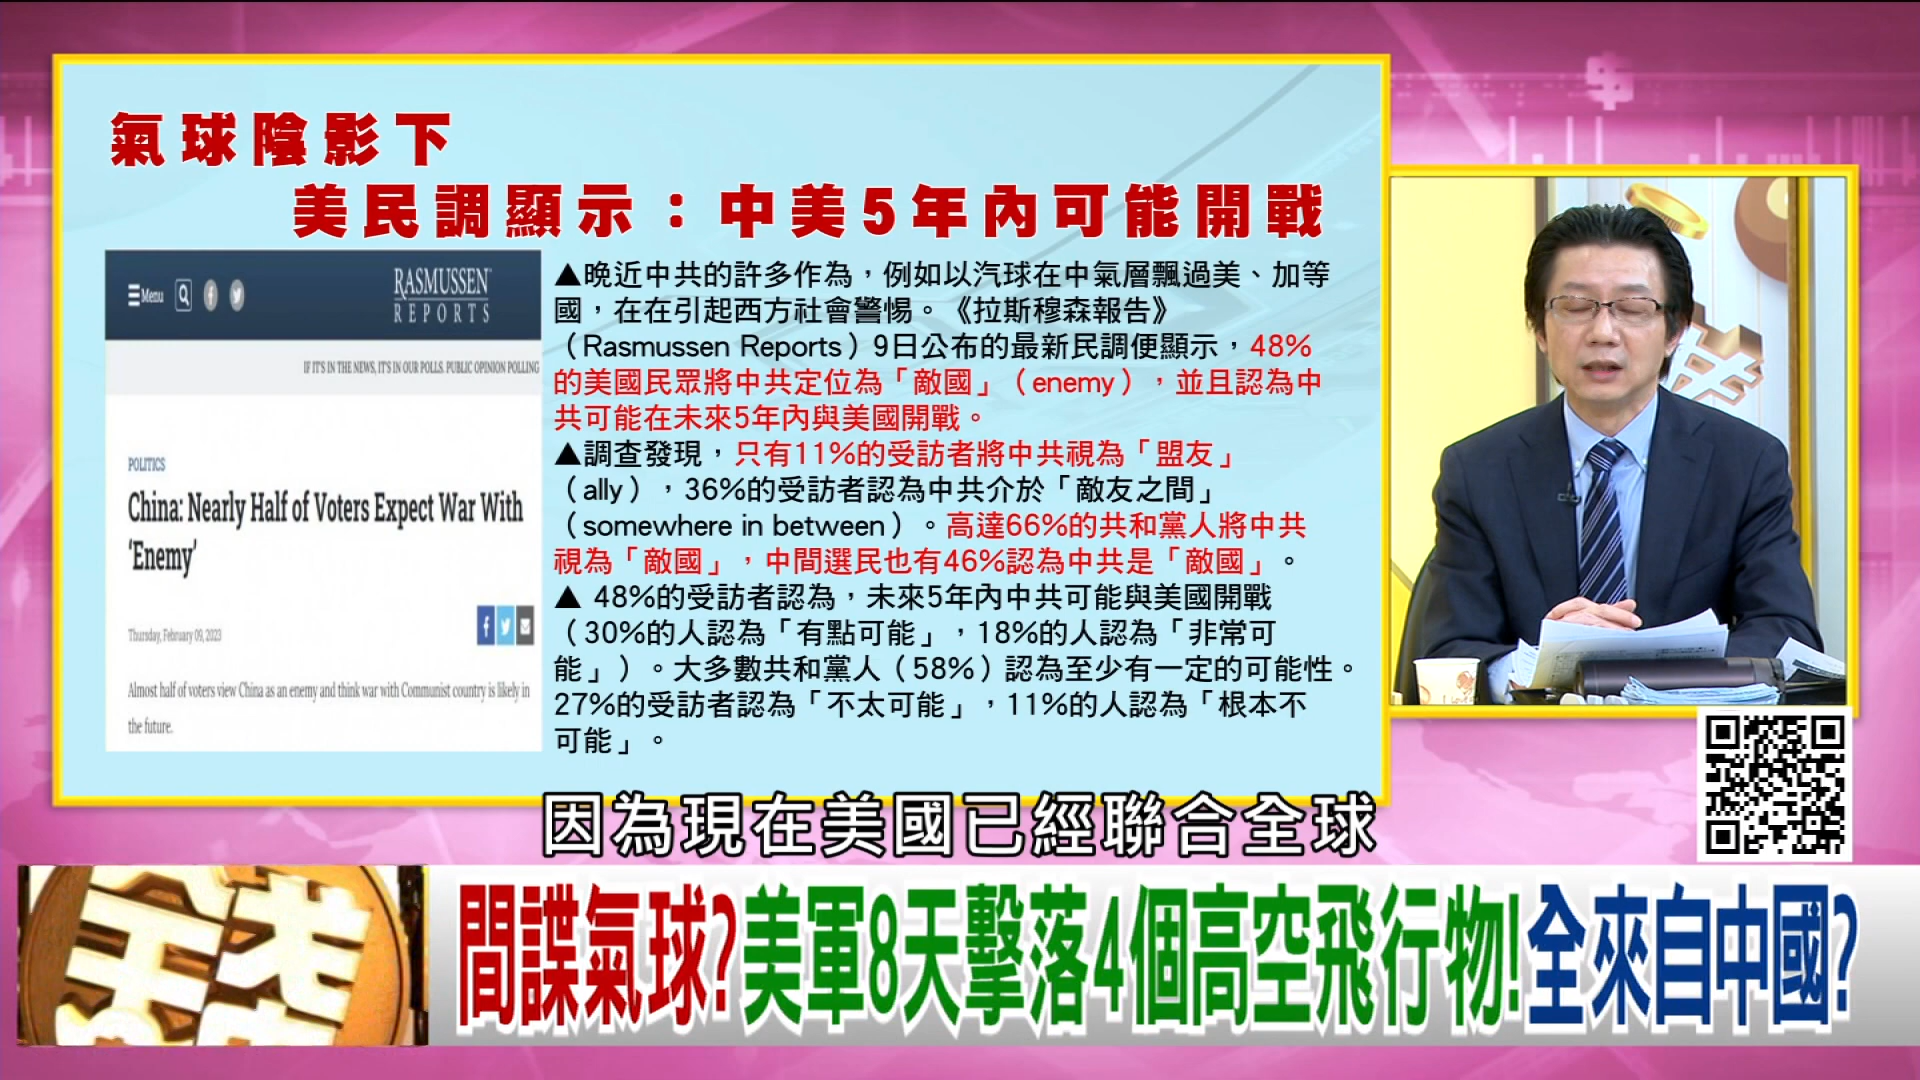 氣球陰影下
美民調顯示：中美5年內可能開戰
Menu
RASMUSSEN
REPORTS
IF IT'S IN THE NEWS, IT'S IN OUR POLLS. PUBLIC OPINION POLLING
POLITICS
China: Nearly Half of Voters Expect War With
‘Enemy’
Thursday, February 09, 2023
Almost half of voters view China as an enemy and think war with Communist country is likely in
the future.
▲晚近中共的許多作為，例如以汽球在中氣層飄過美、加等
國，在在引起西方社會警惕。《拉斯穆森報告》
（Rasmussen Reports）9日公布的最新民調便顯示，48%
的美國民眾將中共定位為「敵國」（enemy），並且認為中
共可能在未來5年內與美國開戰。
▲調查發現，只有11%的受訪者將中共視為「盟友」
（ally），36%的受訪者認為中共介於「敵友之間」
（somewhere in between）。高達66%的共和黨人將中共
視為「敵國」，中間選民也有46%認為中共是「敵國」。
▲ 48%的受訪者認為，未來5年內中共可能與美國開戰
（30%的人認為「有點可能」，18%的人認為「非常可
能」）。大多數共和黨人（58%）認為至少有一定的可能性。
27%的受訪者認為「不太可能」，11%的人認為「根本不
可能」。
因為現在美國已經聯合全球
間諜氣球?美軍8天擊落4個高空飛行物!全來自中國?